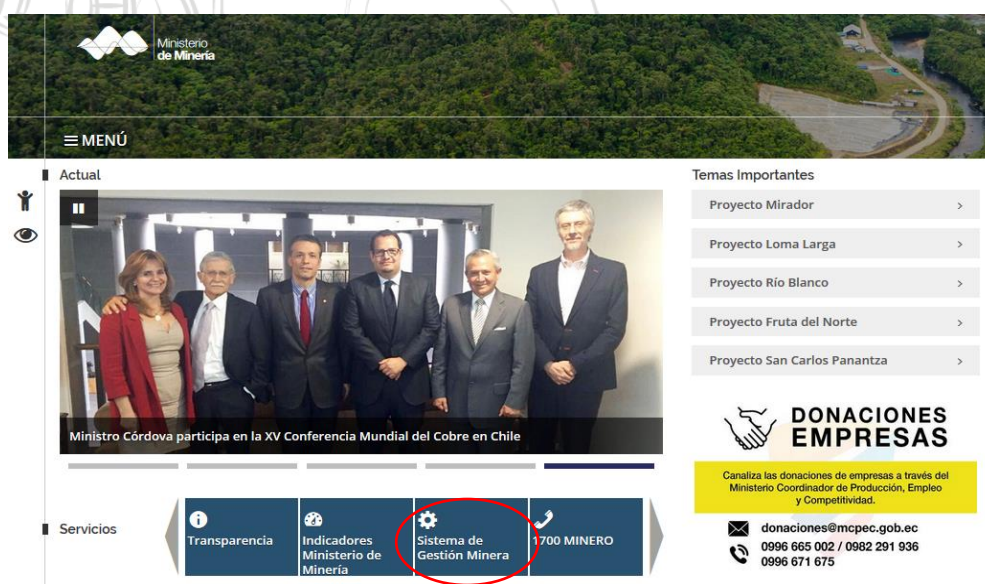 Ministerio
de Minería
MENÚ
Actual
Ministro Córdova participa en la XV Conferencia Mundial del Cobre en Chile
Temas Importantes
Proyecto Mirador
Proyecto Loma Larga
Proyecto Río Blanco
Proyecto Fruta del Norte
Proyecto San Carlos Panantza
DONACIONES
EMPRESAS
Canaliza las donaciones de empresas a través del
Ministerio Coordinador de Producción, Empleo
y Competitividad.
donaciones@mcpec.gob.ec
0996 665 002 / 0982 291 936
0996 671 675
Servicios
Transparencia
Indicadores
Ministerio de
Minería
Sistema de
Gestión Minera
1700 MINERO